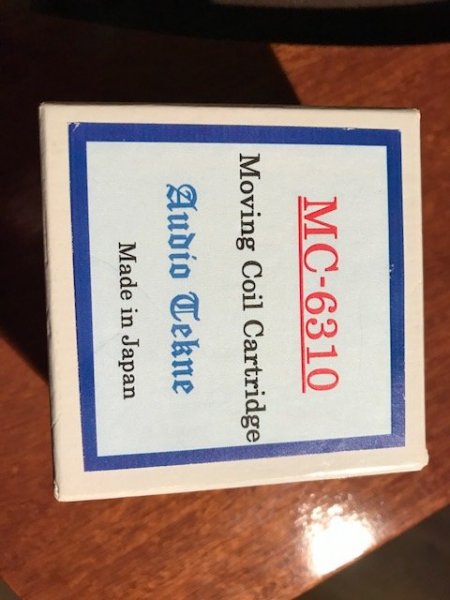 MC-6310
Moving Coil Cartridge
Audio Tekne
Made in Japan